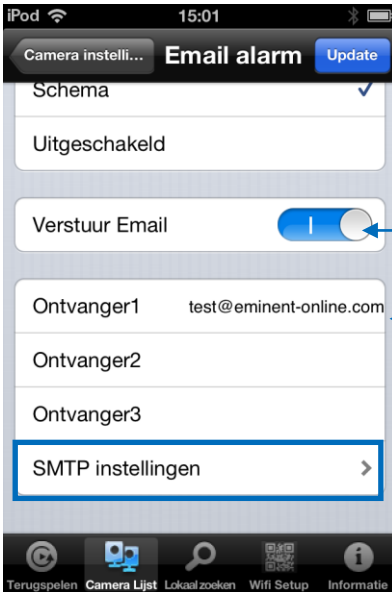 iPod 15:01
Camera instelli... Email alarm Update
Schema
Uitgeschakeld
Verstuur Email
Ontvanger1 test@eminent-online.com
Ontvanger2
Ontvanger3
SMTP instellingen
Terugspelen Camera Lijst Lokaal zoeken Wifi Setup Informatie